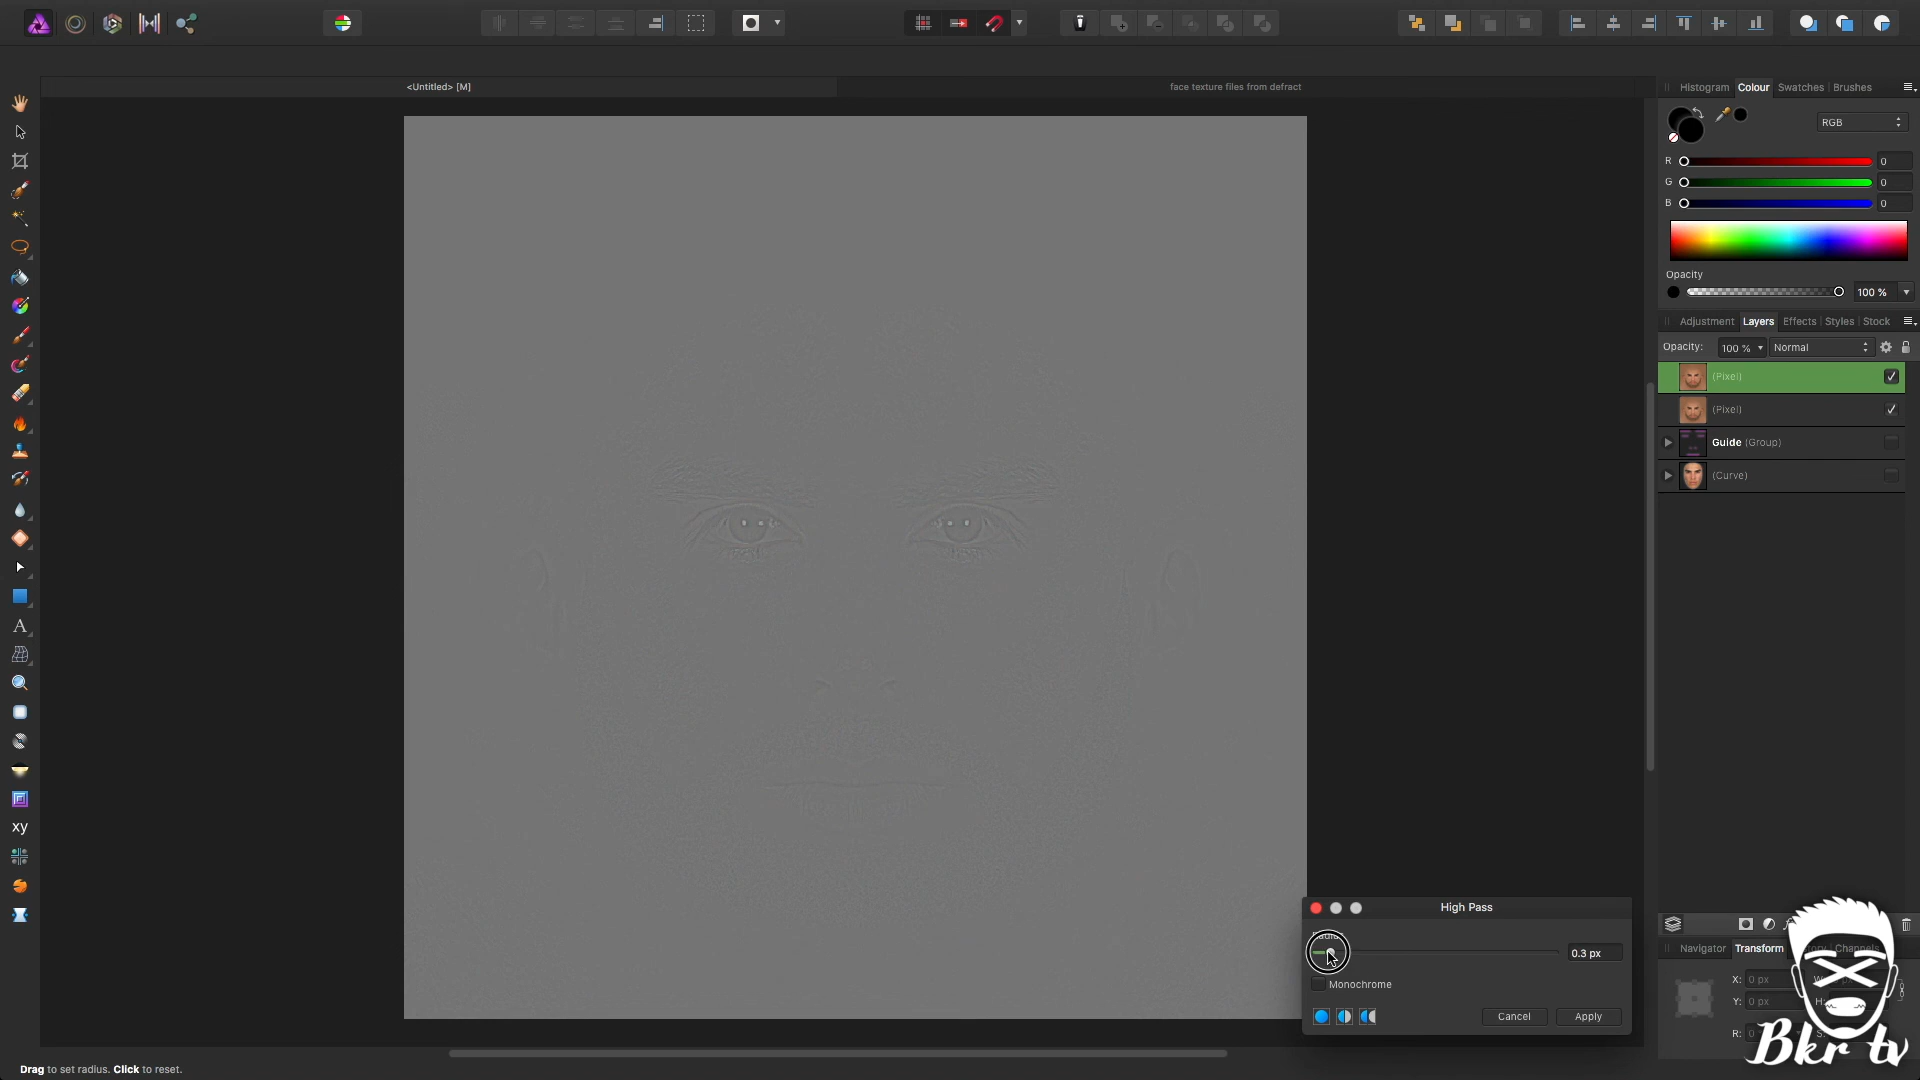 <Untitled> [M]
face texture files from defract
Histogram Colour Swatches Brushes
RGB
R 0
G 0
B 0
Opacity
100 %
Adjustment Layers Effects Styles Stock
Opacity: 100 % Normal
(Pixel)
(Pixel)
Guide (Group)
(Curve)
A
xy
High Pass
0.3 px
Monochrome
Cancel Apply
Navigator Transform Channels
X: 0 px
Y: 0 px
R:
Bkr tv
Drag to set radius. Click to reset.